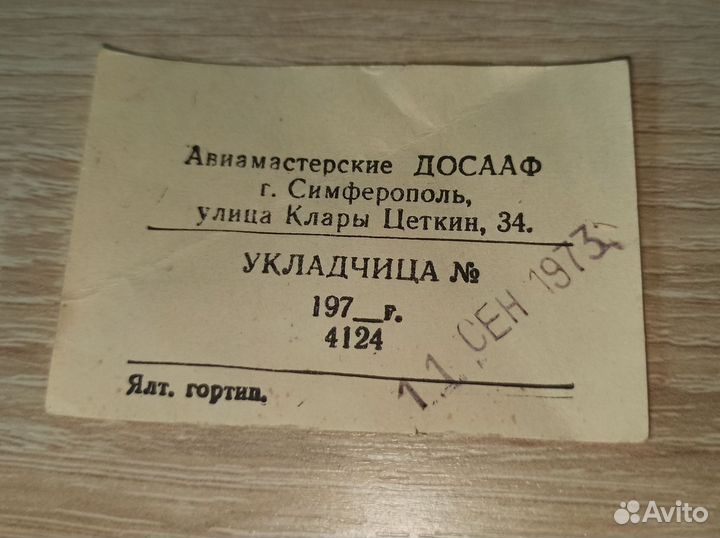 Авиамастерские ДОСААФ
г. Симферополь,
улица Клары Цеткин, 34.
УКЛАДЧИЦА №
197__г.
4124
11 СЕН 1973
Ялт. гортип.
Avito